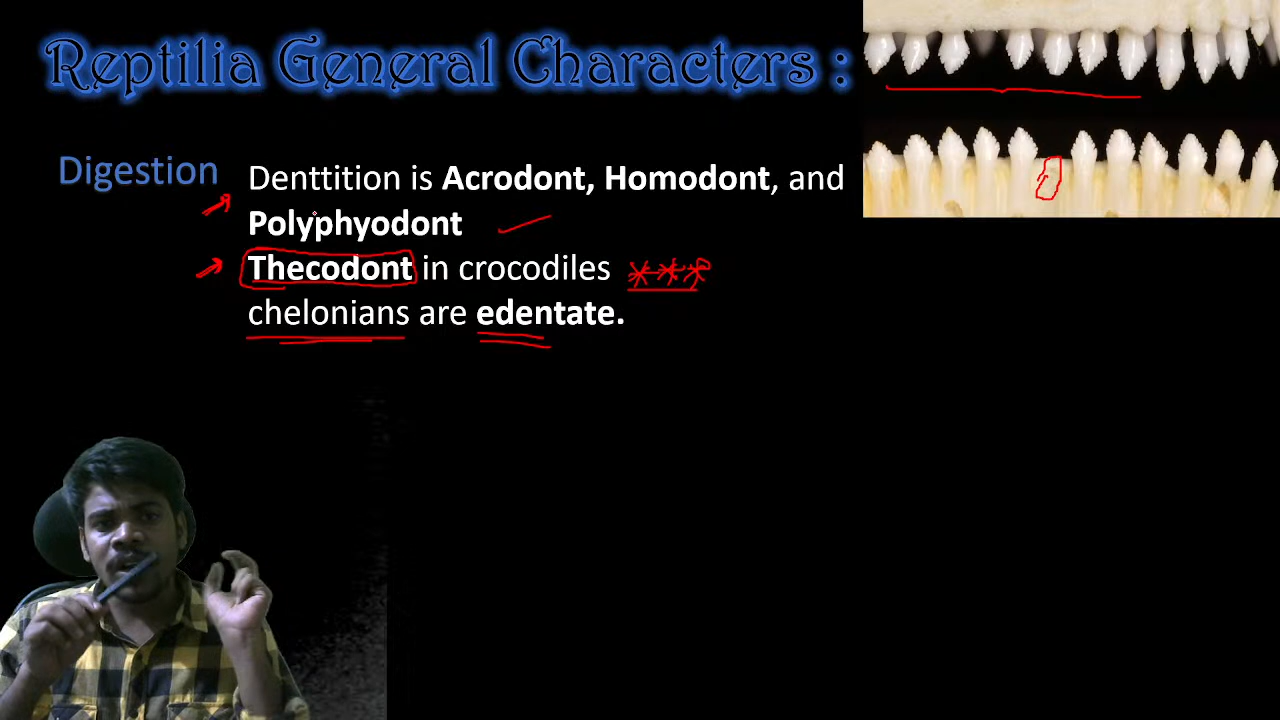 Reptilia General Characters :
Digestion
Denttition is Acrodont, Homodont, and
Polyphyodont
Thecodont in crocodiles
chelonians are edentate.